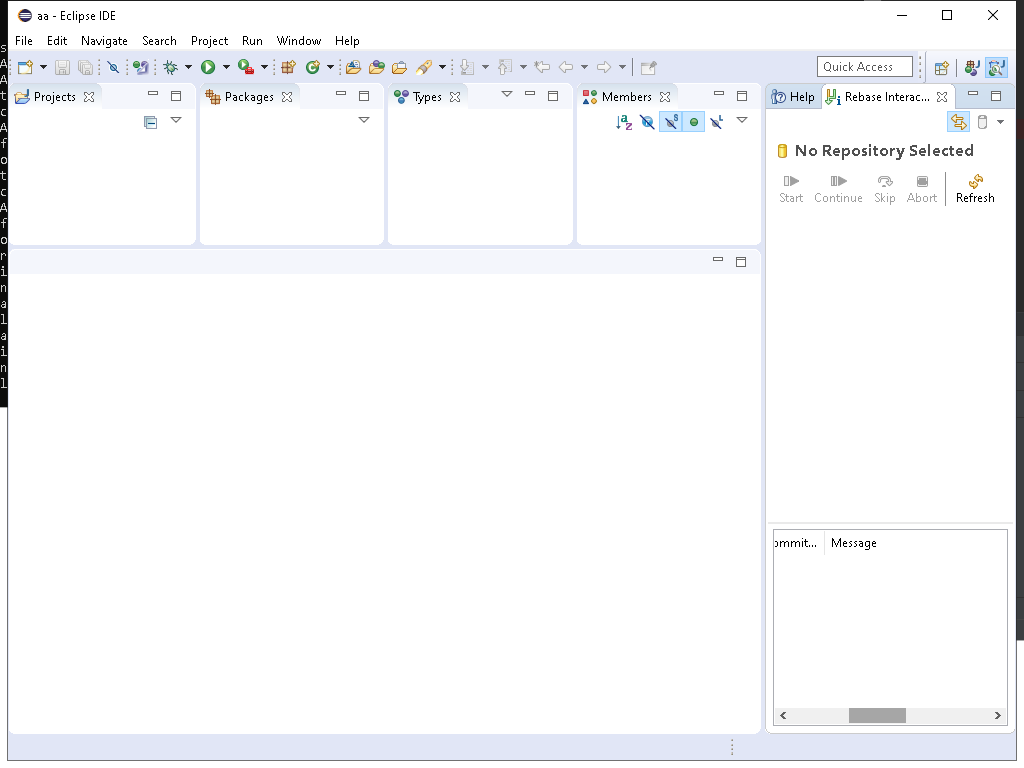 aa - Eclipse IDE
File Edit Navigate Search Project Run Window Help
Quick Access
Projects Packages Types Members Help Rebase Interac...
No Repository Selected
Start Continue Skip Abort Refresh
ommit... Message